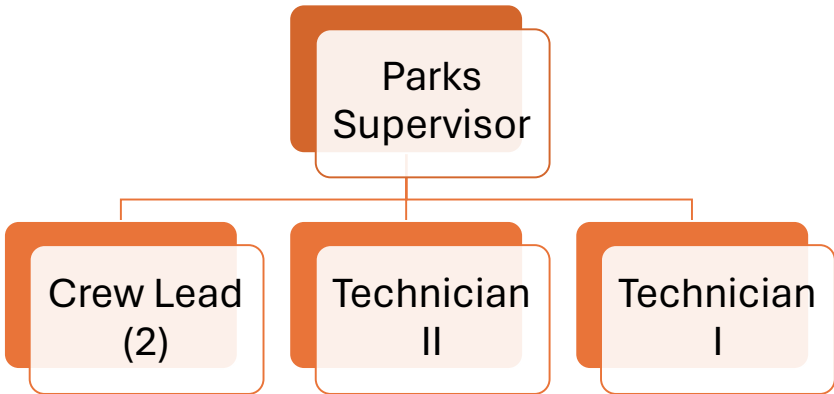 Parks
Supervisor
Crew Lead
(2)
Technician
II
Technician
I